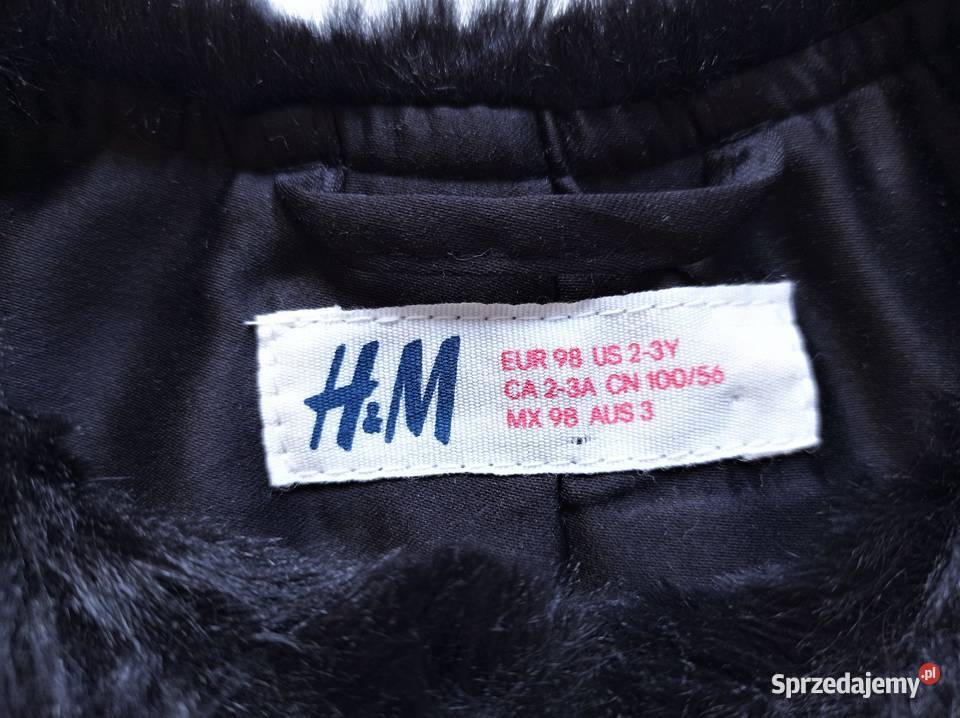 H&M
EUR 98 US 2-3Y
CA 2-3A CN 100/56
MX 98 AUS 3
Sprzedajemy.pl